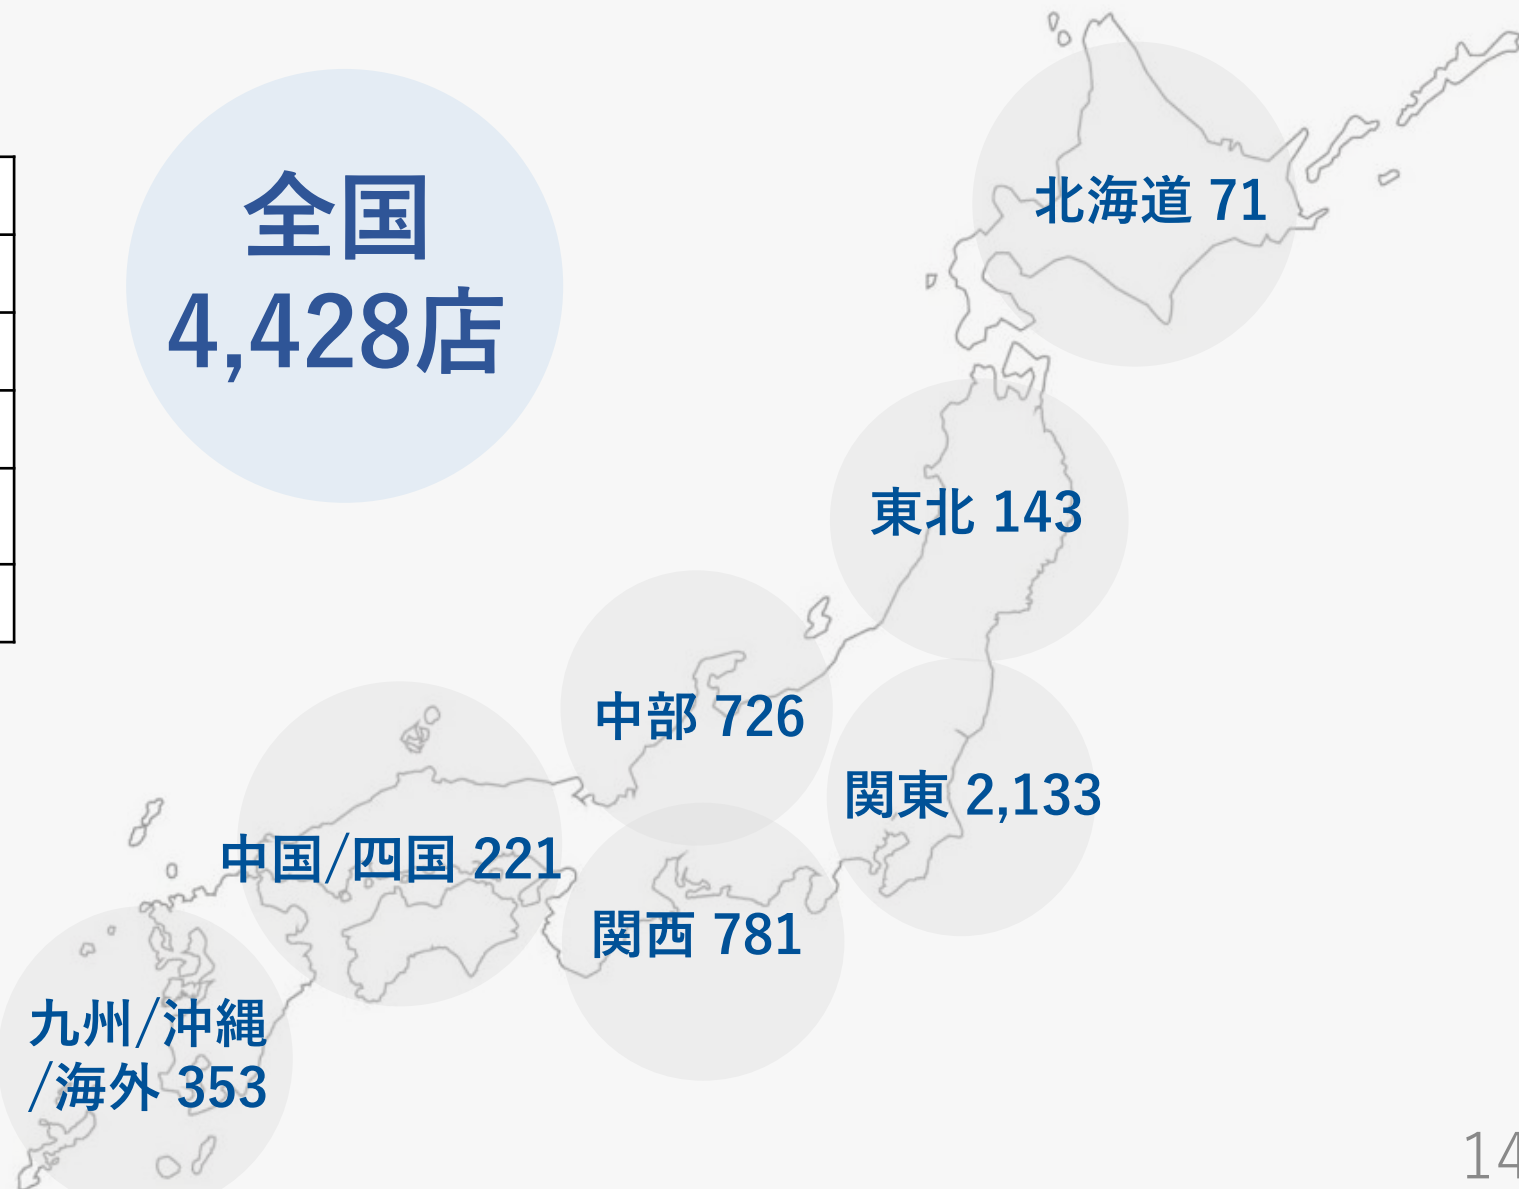 全国
4,428店
北海道 71
東北 143
中部 726
関東 2,133
中国/四国 221
関西 781
九州/沖縄
/海外 353
14